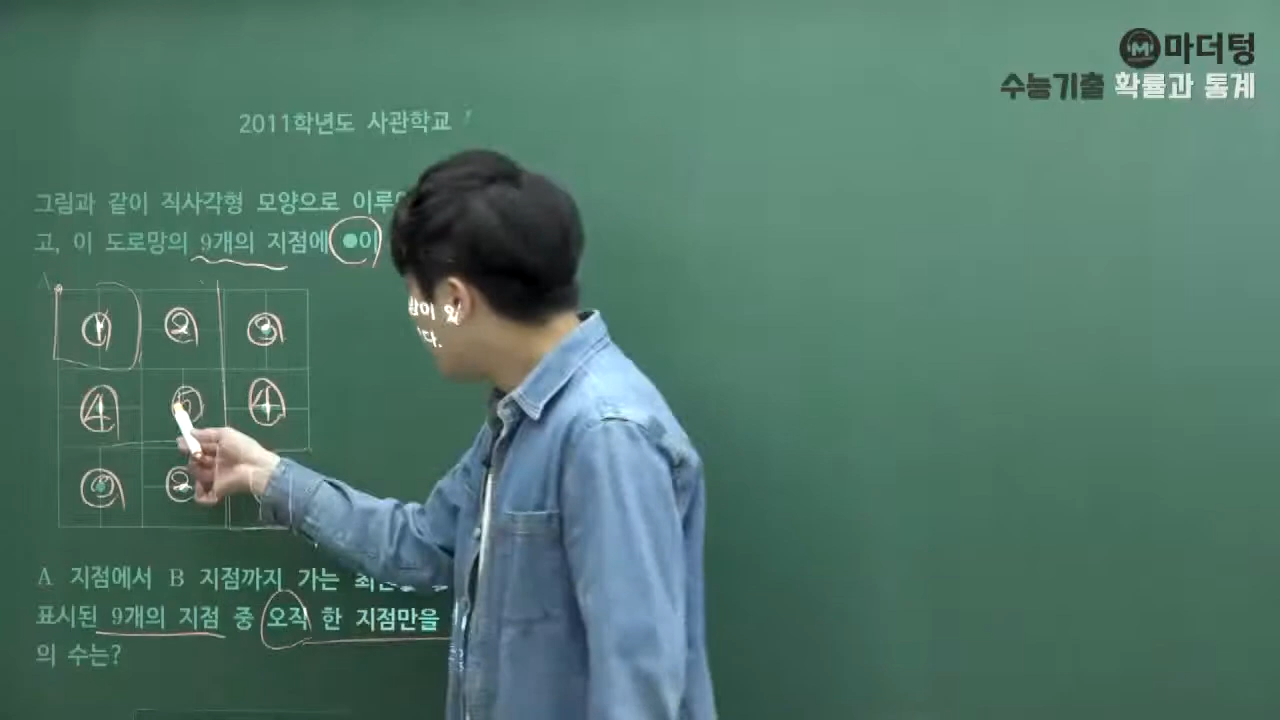 마더텅
수능기출 확률과 통계
2011학년도 사관학교
그림과 같이 직사각형 모양으로
고, 이 도로망의 9개의 지점에 ●이
A
① ② ③
④ ⑤ ④
③ ②
A 지점에서 B 지점까지 가는
표시된 9개의 지점 중 오직 한 지점만을
의 수는?